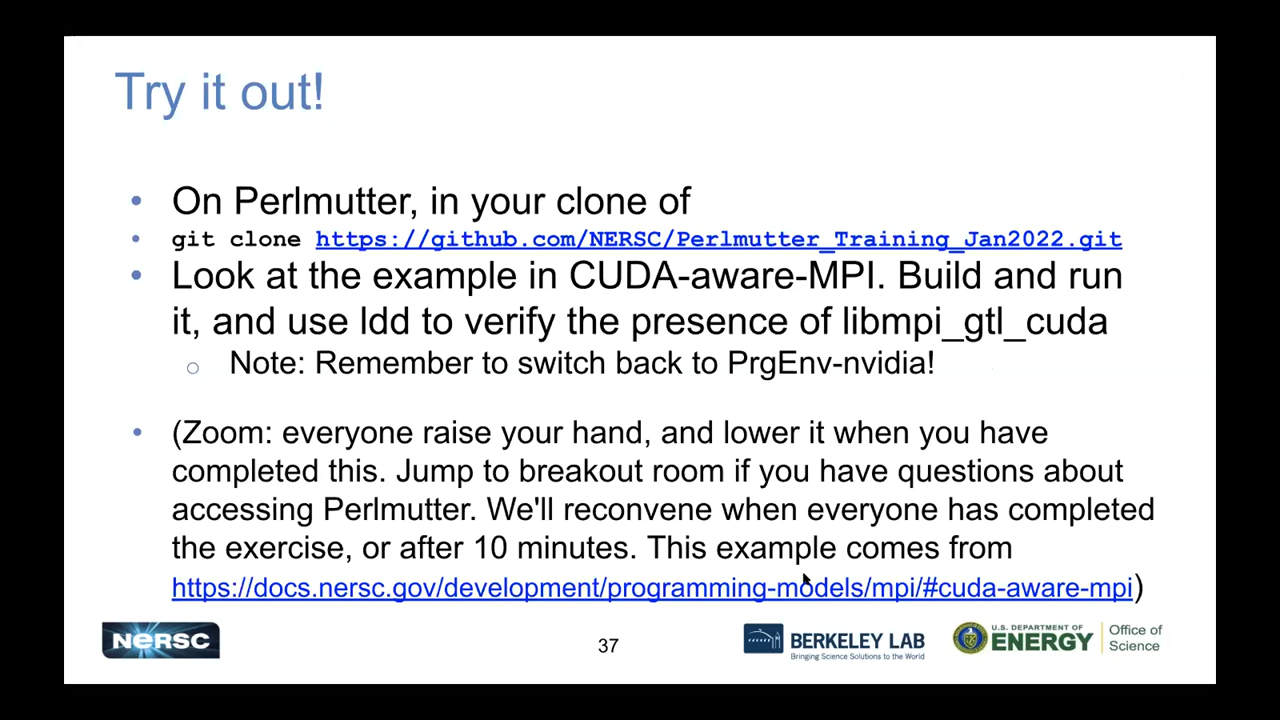 Try it out!
• On Perlmutter, in your clone of
• git clone https://github.com/NERSC/Perlmutter_Training_Jan2022.git
• Look at the example in CUDA-aware-MPI. Build and run
it, and use ldd to verify the presence of libmpi_gtl_cuda
○ Note: Remember to switch back to PrgEnv-nvidia!
• (Zoom: everyone raise your hand, and lower it when you have
completed this. Jump to breakout room if you have questions about
accessing Perlmutter. We'll reconvene when everyone has completed
the exercise, or after 10 minutes. This example comes from
https://docs.nersc.gov/development/programming-models/mpi/#cuda-aware-mpi)
NERSC
37
BERKELEY LAB
Bringing Science Solutions to the World
U.S. DEPARTMENT OF
ENERGY
Office of
Science